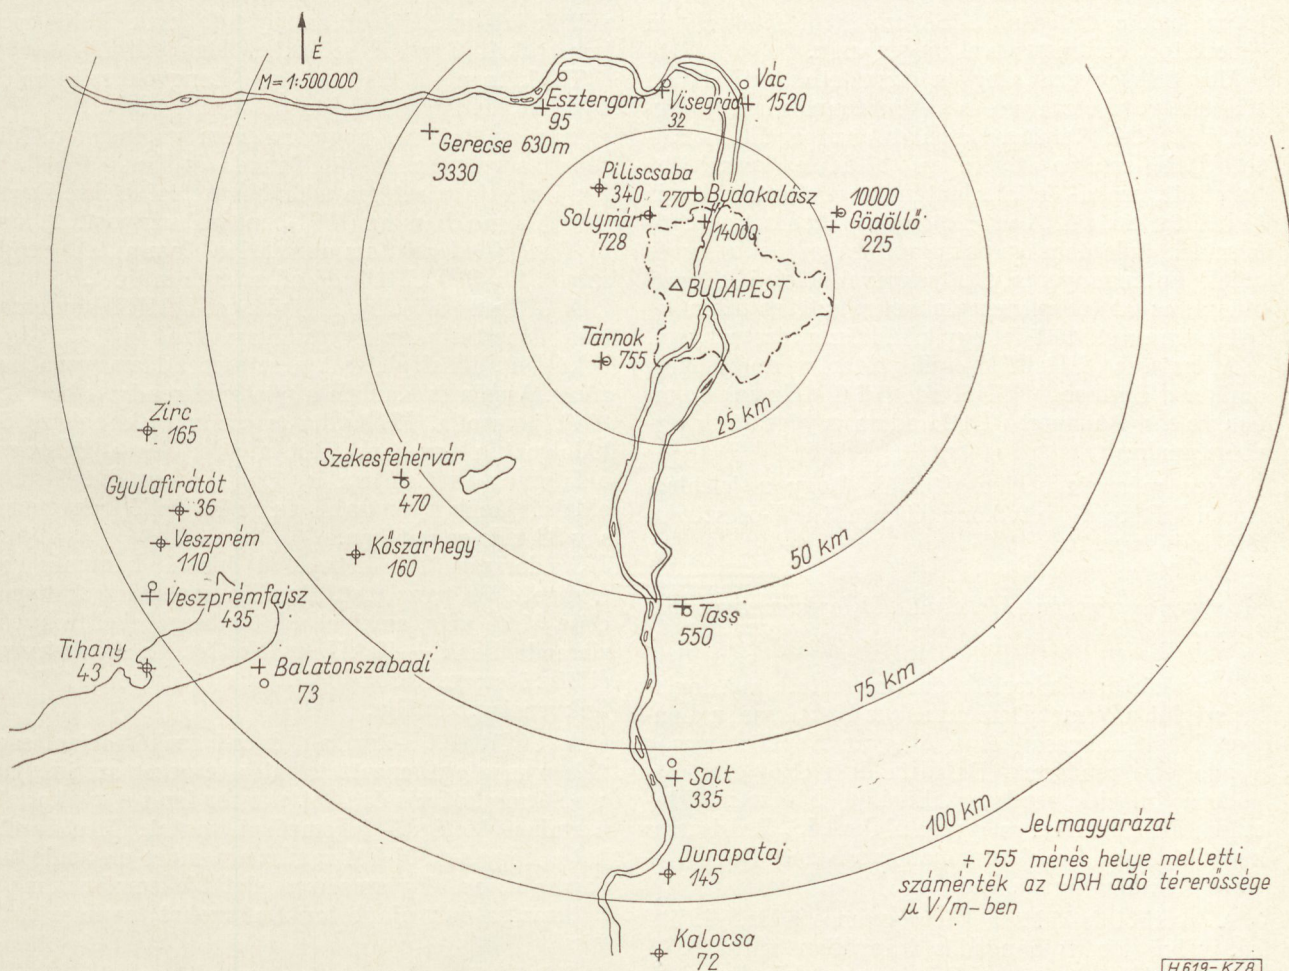 É
M=1:500 000
Esztergom
95
Visegrád
32
Vác
1520
Gerecse 630m
3330
Piliscsaba
340
270
Budakalász
10000
Gödöllő
225
Solymár
728
14000
BUDAPEST
Tárnok
755
25 km
Zirc
165
Székesfehérvár
470
Gyulafirátót
36
Veszprém
110
Kőszárhegy
160
50 km
Veszprémfajsz
435
Tass
550
Tihany
43
Balatonszabadi
73
75 km
Solt
335
100 km
Jelmagyarázat
+ 755 mérés helye melletti
számérték az URH adó térerőssége
μ V/m-ben
Dunapataj
145
Kalocsa
72
H619-KZ8